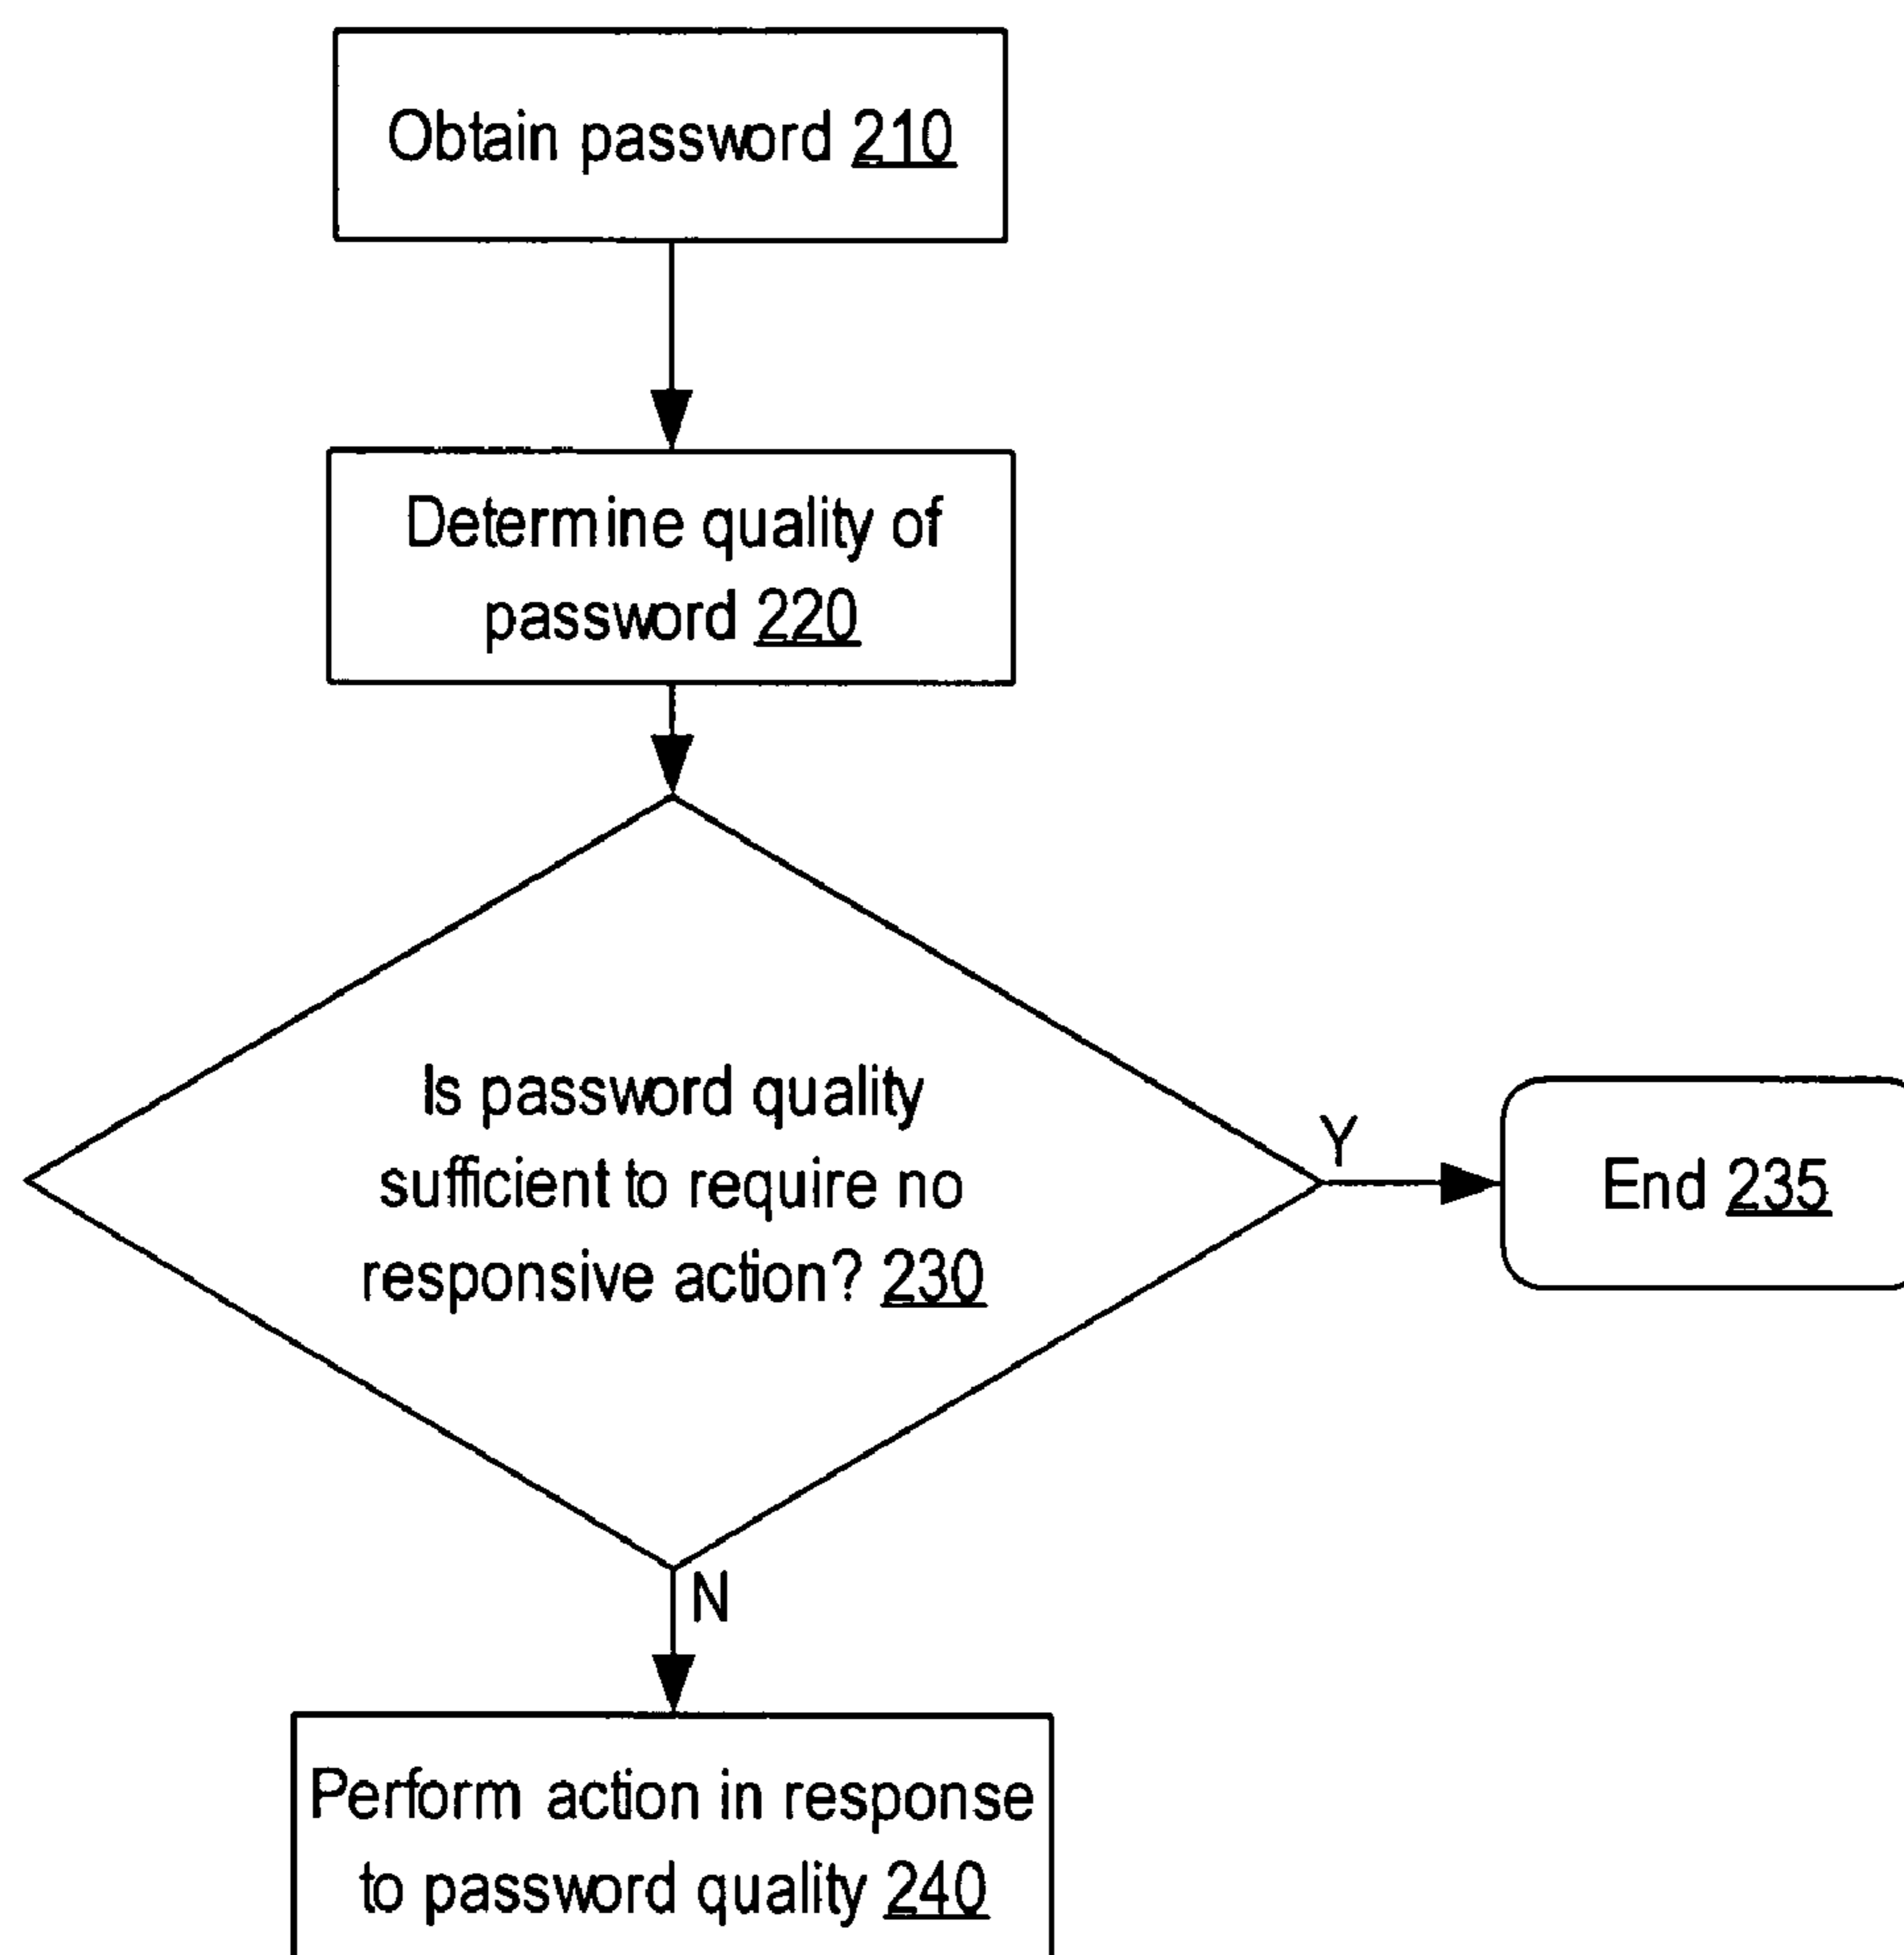 Obtain password 210
Determine quality of
password 220
Is password quality
sufficient to require no
responsive action? 230
Y
End 235
N
Perform action in response
to password quality 240